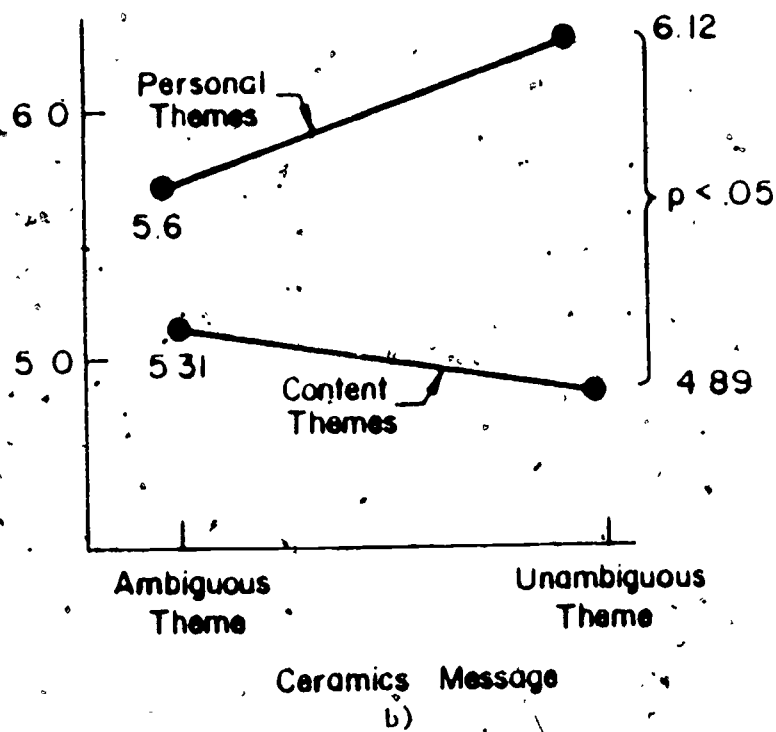 6.12
Personal
Themes
6 0
p < .05
5.6
5 0
5 31
Content
Themes
4 89
Ambiguous
Theme
Unambiguous
Theme
Ceramics Message
b)